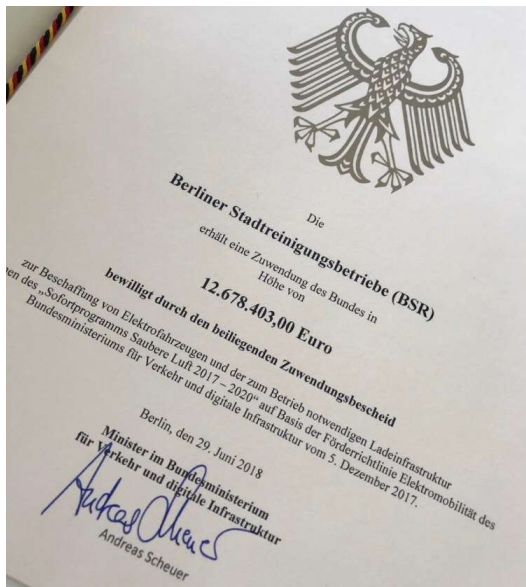 Die
Berliner Stadtreinigungsbetriebe (BSR)
erhält eine Zuwendung des Bundes in
Höhe von
12.678.403,00 Euro
bewilligt durch den beiliegenden Zuwendungsbescheid
zur Beschaffung von Elektrofahrzeugen und der zum Betrieb notwendigen Ladeinfrastruktur
des „Sofortprogramms Saubere Luft 2017 – 2020“ auf Basis der Förderrichtlinie Elektromobilität des
Bundesministeriums für Verkehr und digitale Infrastruktur vom 5. Dezember 2017.
Berlin, den 29. Juni 2018
Minister im Bundesministerium
für Verkehr und digitale Infrastruktur
Andreas Scheuer
Andreas Scheuer